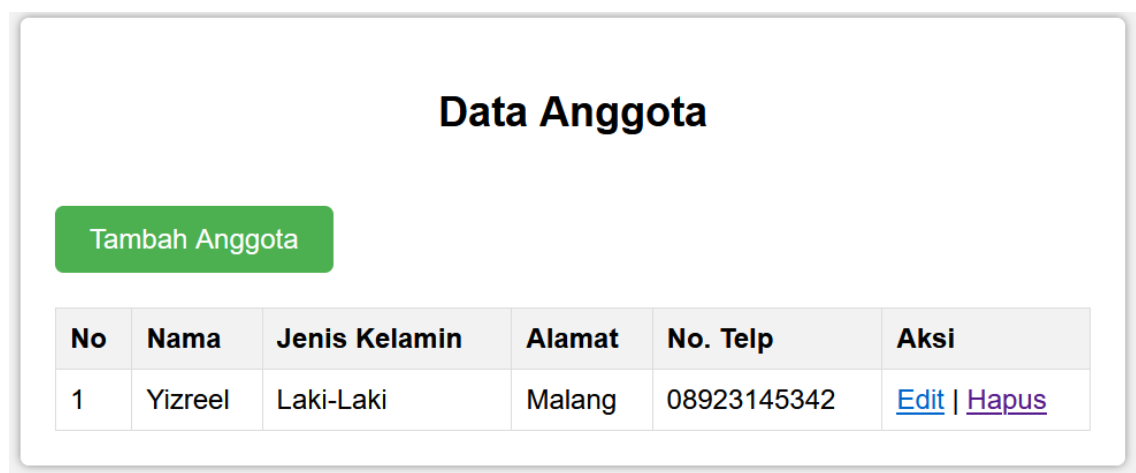 Data Anggota
Tambah Anggota
No Nama Jenis Kelamin Alamat No. Telp Aksi
1 Yizreel Laki-Laki Malang 08923145342 Edit | Hapus